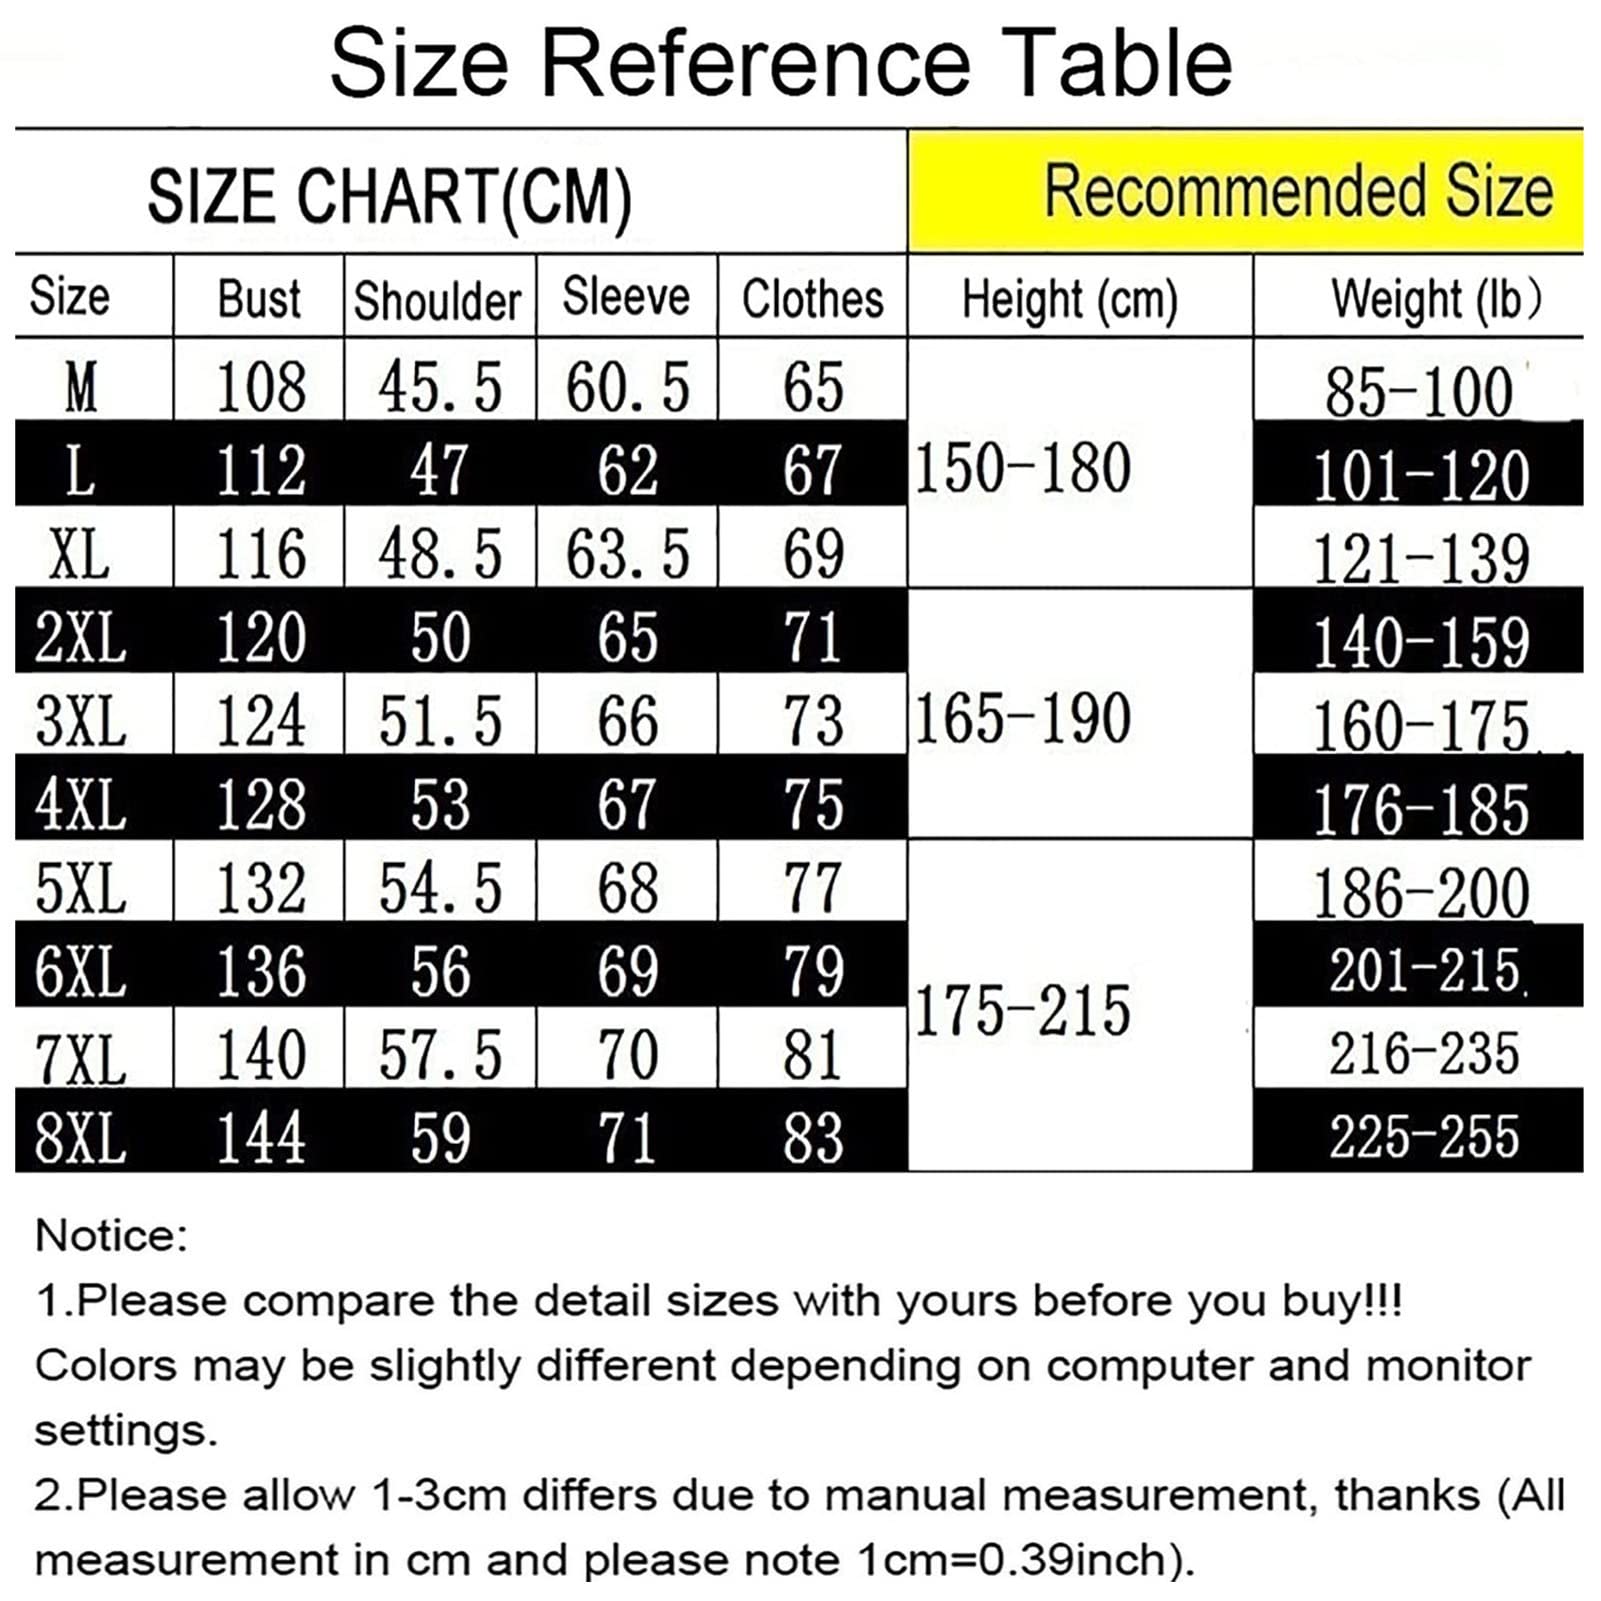 Size Reference Table
SIZE CHART(CM) Recommended Size
Size Bust Shoulder Sleeve Clothes Height (cm) Weight (lb)
M 108 45.5 60.5 65 85-100
L 112 47 62 67 150-180 101-120
XL 116 48.5 63.5 69 121-139
2XL 120 50 65 71 140-159
3XL 124 51.5 66 73 165-190 160-175
4XL 128 53 67 75 176-185
5XL 132 54.5 68 77 186-200
6XL 136 56 69 79 201-215
175-215
7XL 140 57.5 70 81 216-235
8XL 144 59 71 83 225-255
Notice:
1.Please compare the detail sizes with yours before you buy!!!
Colors may be slightly different depending on computer and monitor
settings.
2.Please allow 1-3cm differs due to manual measurement, thanks (All
measurement in cm and please note 1cm=0.39inch).